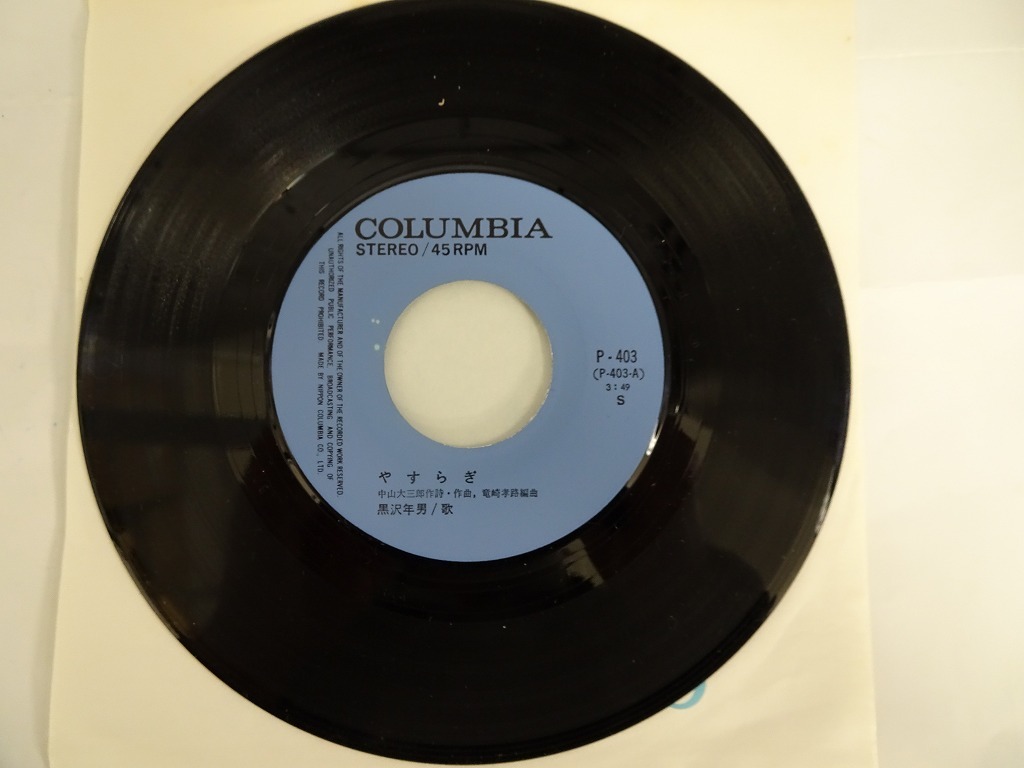 COLUMBIA
STEREO / 45 RPM
ALL RIGHTS OF THE MANUFACTURER AND OF THE OWNER OF THE RECORDED WORK RESERVED.
UNAUTHORIZED PUBLIC PERFORMANCE BROADCASTING AND COPYING OF
THIS RECORD PROHIBITED. MADE BY NIPPON COLUMBIA CO., LTD.
P-403
(P-403-A)
3:49
S
やすらぎ
中山大三郎作詩・作曲, 竜崎孝路編曲
黒沢年男/歌